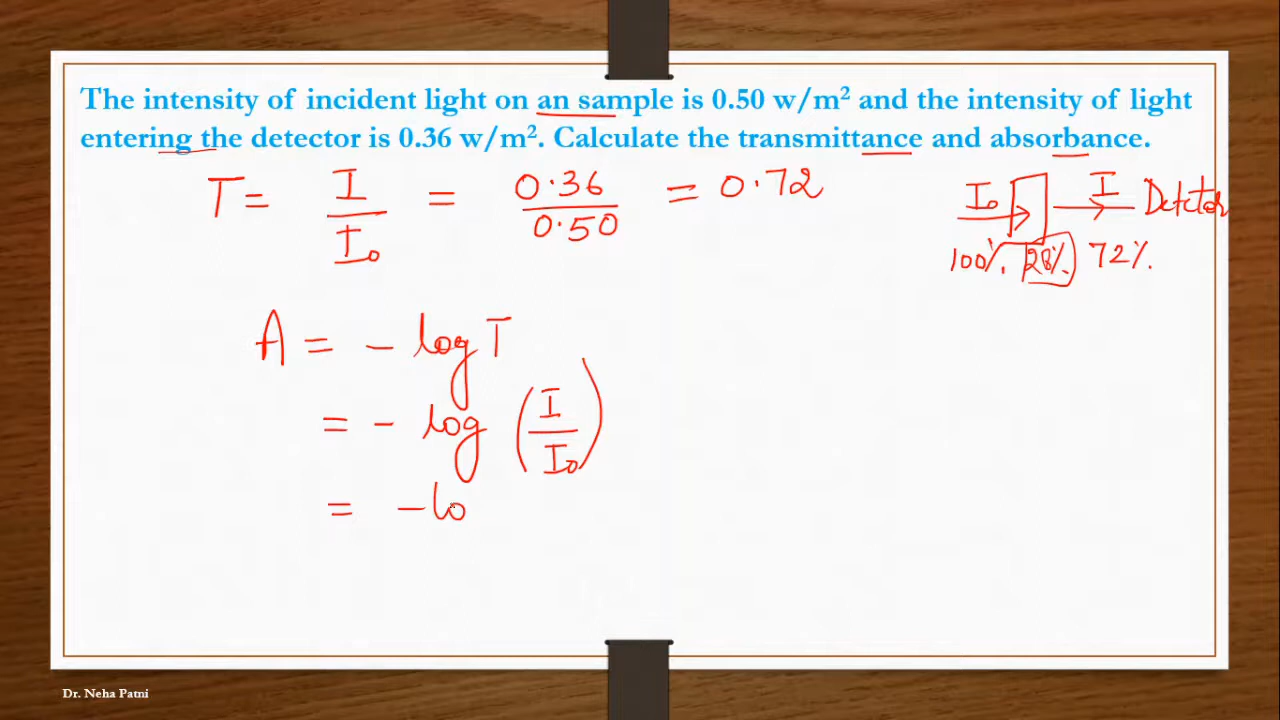 The intensity of incident light on an sample is 0.50 w/m² and the intensity of light
entering the detector is 0.36 w/m². Calculate the transmittance and absorbance.
T = I/I₀ = 0.36/0.50 = 0.72
I₀ I Detector
100% 28% 72%
A = - log T
= - log (I/I₀)
= - lo
Dr. Neha Patni